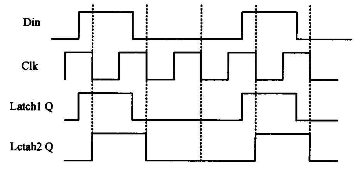 Din
Clk
Latch1 Q
Lctah2 Q